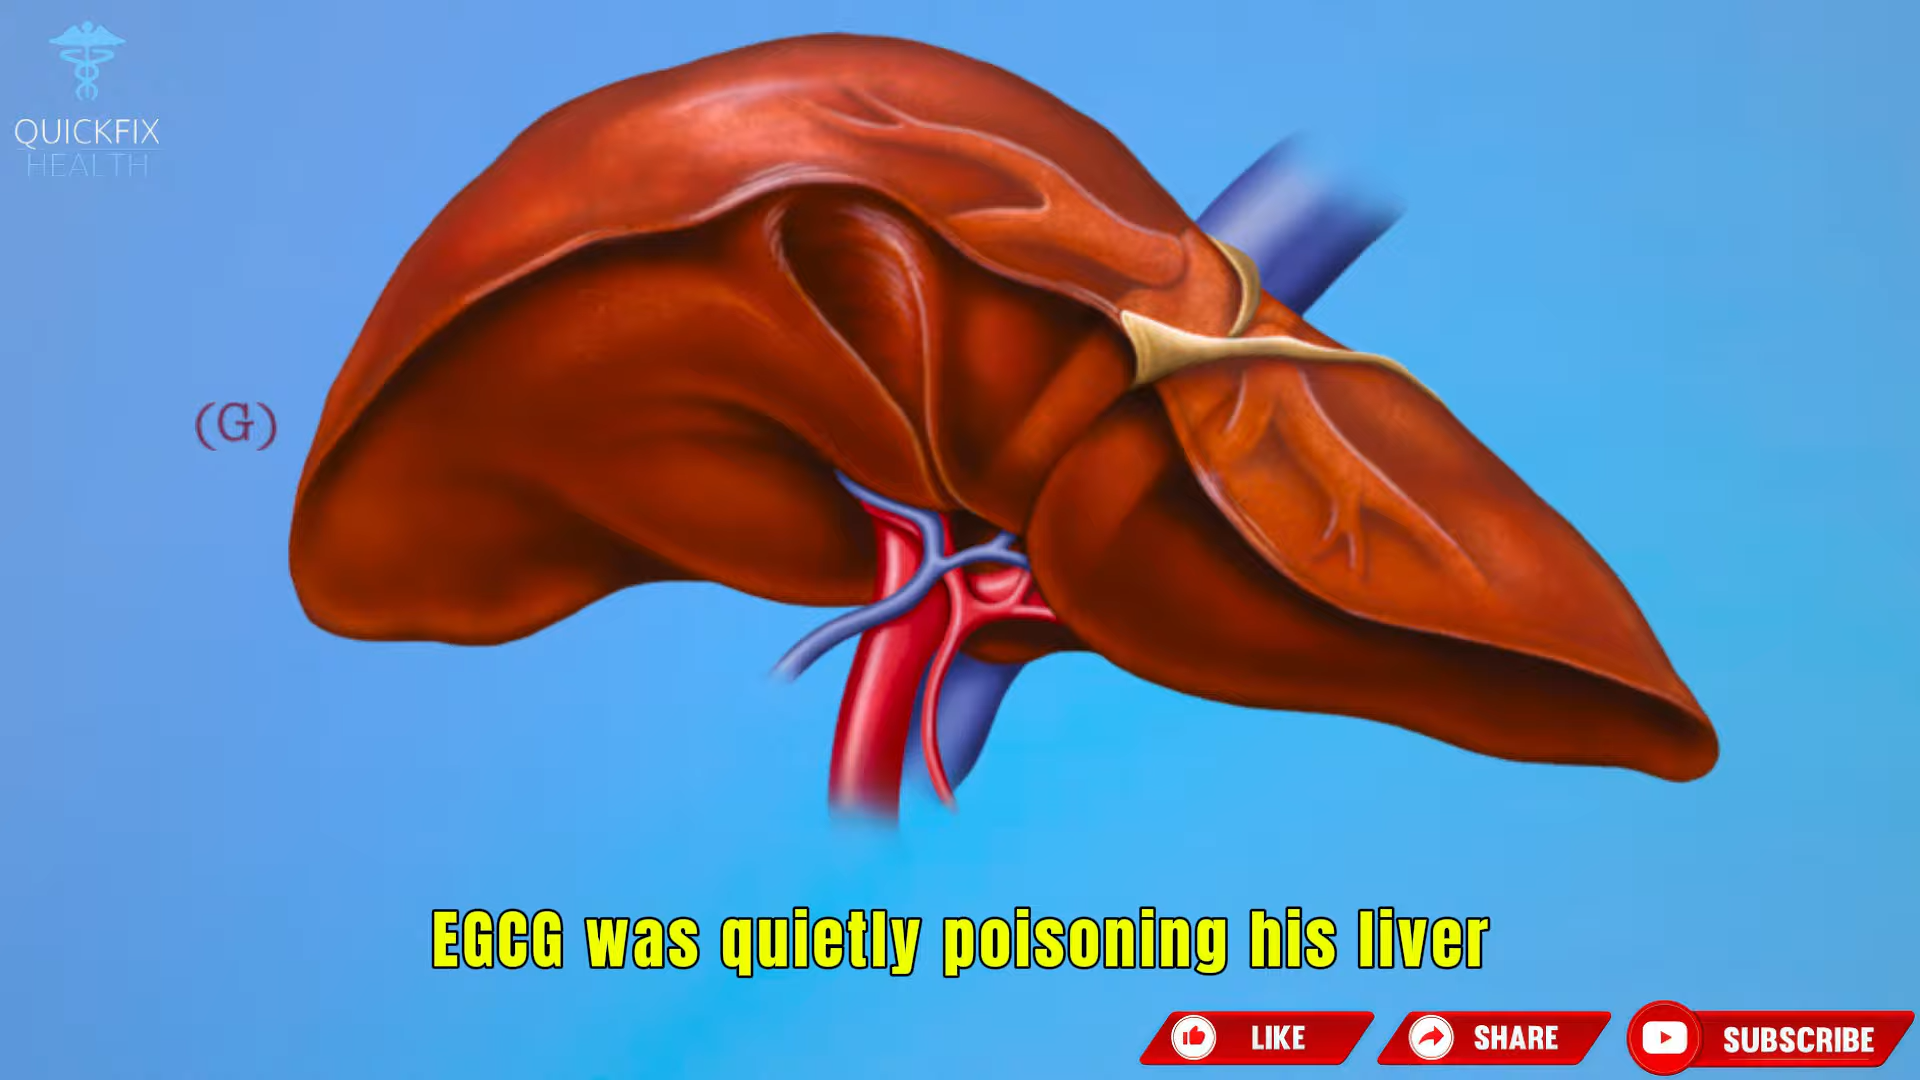 QUICKFIX
HEALTH
(G)
EGCG was quietly poisoning his liver
LIKE
SHARE
SUBSCRIBE